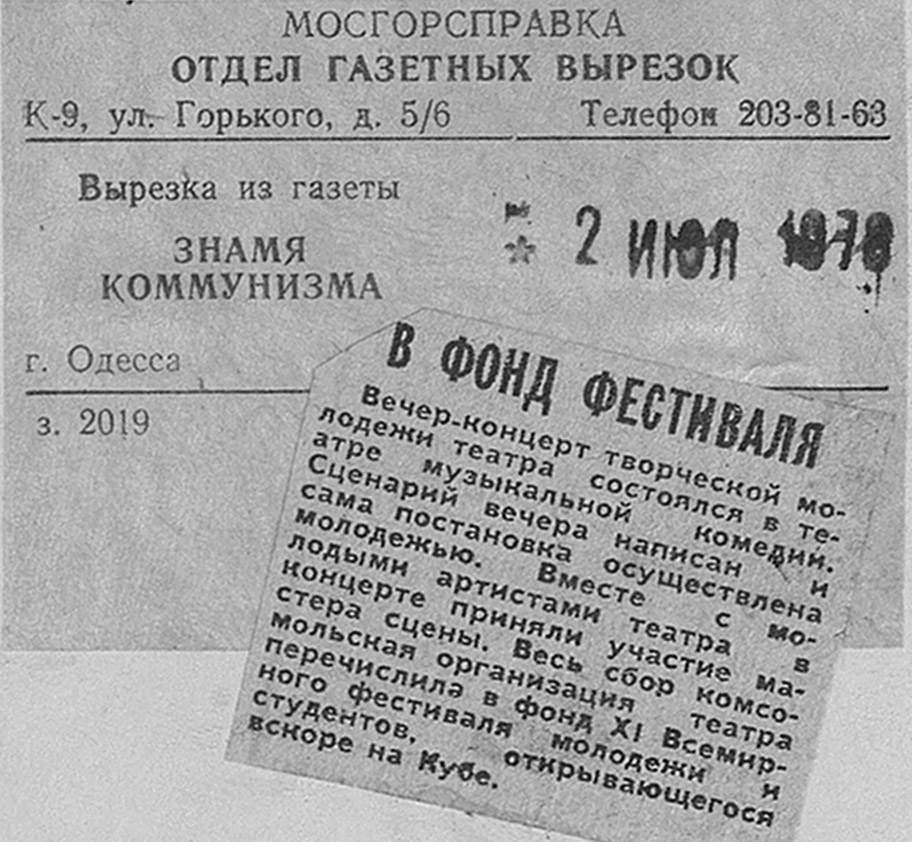 МОСГОРСПРАВКА
ОТДЕЛ ГАЗЕТНЫХ ВЫРЕЗОК
К-9, ул. Горького, д. 5/6 Телефон 203-81-63
Вырезка из газеты
ЗНАМЯ
КОММУНИЗМА
2 ИЮЛ 1978
г. Одесса
з. 2019
В ФОНД ФЕСТИВАЛЯ
Вечер-концерт творческой мо-
лодежи театра состоялся в те-
атре музыкальной комедии.
Сценарий вечера написан и
сама постановка осуществлена
молодежью. Вместе с мо-
лодыми артистами театра в
концерте приняли участие ма-
стера сцены. Весь сбор комсо-
мольская организация театра
перечислила в фонд XI Всемир-
ного фестиваля молодежи и
студентов, открывающегося
вскоре на Кубе.